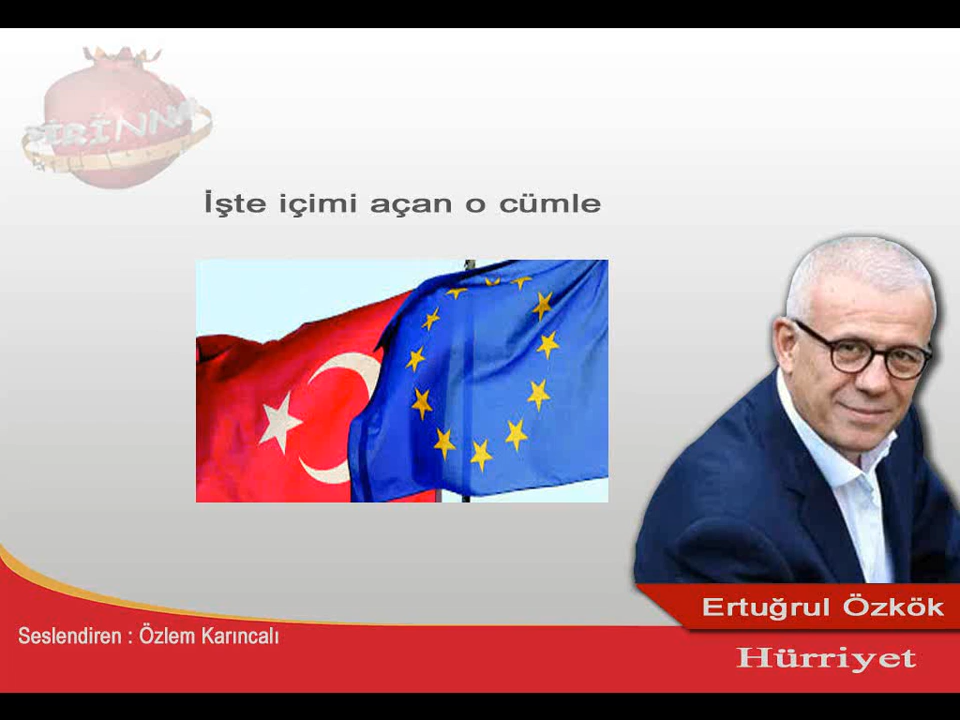 İşte içimi açan o cümle
Ertuğrul Özkök
Seslendiren : Özlem Karıncalı
Hürriyet